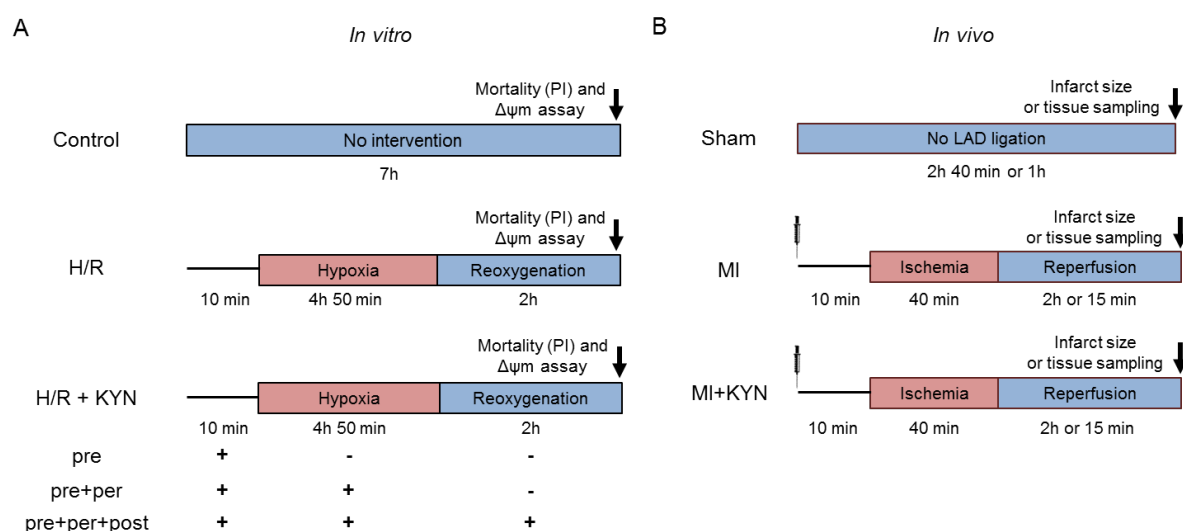 A
In vitro
Mortality (PI) and
Δψm assay
Control
No intervention
7h
Mortality (PI) and
Δψm assay
H/R
Hypoxia
Reoxygenation
10 min
4h 50 min
2h
Mortality (PI) and
Δψm assay
H/R + KYN
Hypoxia
Reoxygenation
10 min
4h 50 min
2h
pre + - -
pre+per + + -
pre+per+post + + +
B
In vivo
Infarct size
or tissue sampling
Sham
No LAD ligation
2h 40 min or 1h
Infarct size
or tissue sampling
MI
Ischemia
Reperfusion
10 min
40 min
2h or 15 min
Infarct size
or tissue sampling
MI+KYN
Ischemia
Reperfusion
10 min
40 min
2h or 15 min